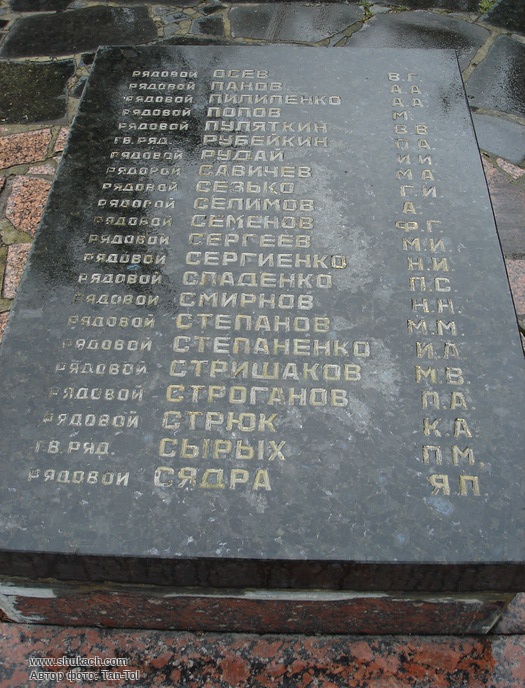 РЯДОВОЙ ОСЕВ В.Г.
РЯДОВОЙ ПАНОВ А.А.
РЯДОВОЙ ПИЛИПЕНКО А.А.
РЯДОВОЙ ПОПОВ М.
РЯДОВОЙ ПУПЯТКИН В.В.
ГВ.РЯД. РУБЕЙКИН П.А.
РЯДОВОЙ РУДАЙ И.И.
РЯДОВОЙ САВИЧЕВ М.А.
РЯДОВОЙ СЕЗЬКО Г.И.
РЯДОВОЙ СЕЛИМОВ А.
РЯДОВОЙ СЕМЕНОВ Ф.Г.
РЯДОВОЙ СЕРГЕЕВ М.И.
РЯДОВОЙ СЕРГИЕНКО Н.И.
РЯДОВОЙ СЛАДЕНКО П.С.
РЯДОВОЙ СМИРНОВ Н.Н.
РЯДОВОЙ СТЕПАНОВ М.М.
РЯДОВОЙ СТЕПАНЕНКО И.А.
РЯДОВОЙ СТРИШАКОВ М.В.
РЯДОВОЙ СТРОГАНОВ П.А.
РЯДОВОЙ СТРЮК К.А.
ГВ.РЯД. СЫРЫХ П.М.
РЯДОВОЙ СЯДРА Я.П
www.shukach.com
Автор фото: Tan-Tol